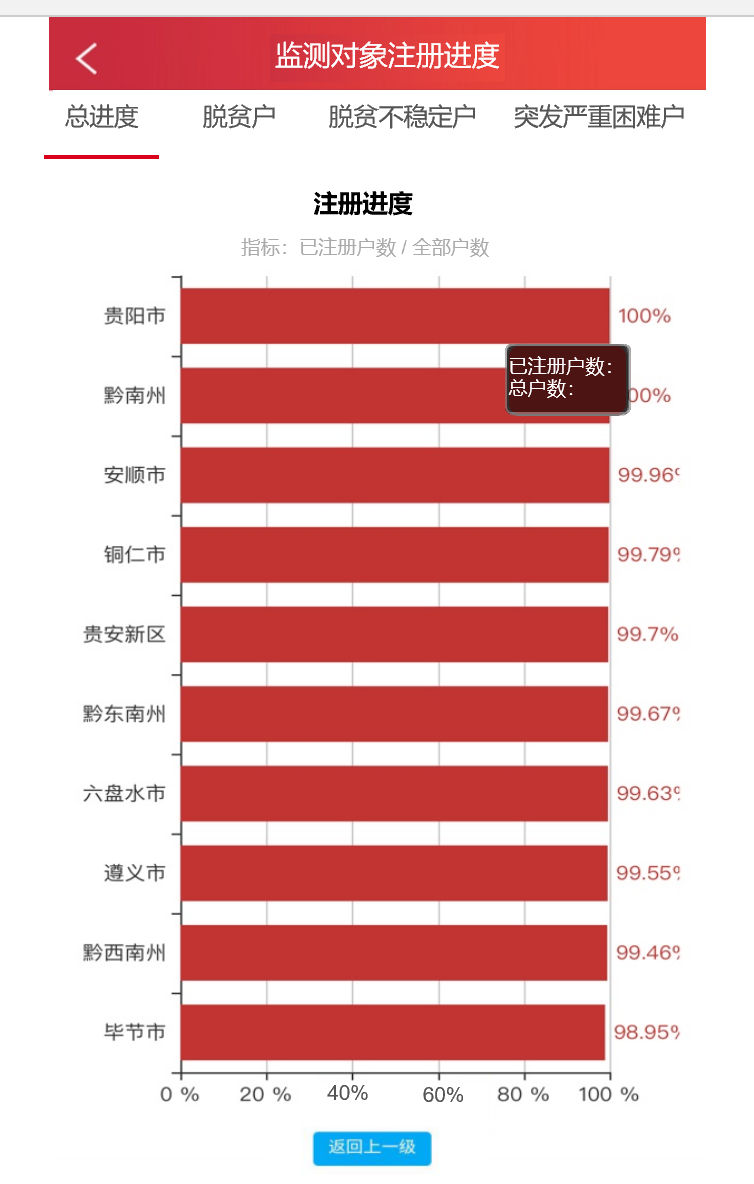 监测对象注册进度
总进度 脱贫户 脱贫不稳定户 突发严重困难户
注册进度
指标：已注册户数 / 全部户数
贵阳市 100%
已注册户数：
总户数：
黔南州 00%
安顺市 99.96%
铜仁市 99.79%
贵安新区 99.7%
黔东南州 99.67%
六盘水市 99.63%
遵义市 99.55%
黔西南州 99.46%
毕节市 98.95%
0 % 20 % 40% 60% 80 % 100 %
返回上一级